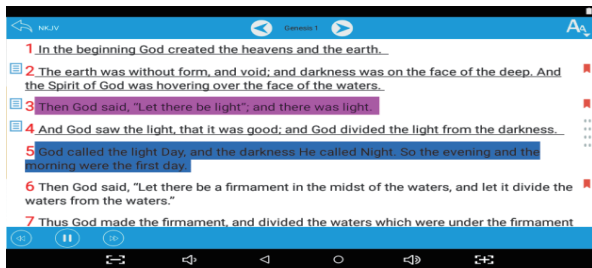 NKJV
Genesis 1
AA
1 In the beginning God created the heavens and the earth.
2 The earth was without form, and void; and darkness was on the face of the deep. And
the Spirit of God was hovering over the face of the waters.
3 Then God said, “Let there be light”; and there was light.
4 And God saw the light, that it was good; and God divided the light from the darkness.
5 God called the light Day, and the darkness He called Night. So the evening and the
morning were the first day.
6 Then God said, “Let there be a firmament in the midst of the waters, and let it divide the
waters from the waters.”
7 Thus God made the firmament, and divided the waters which were under the firmament